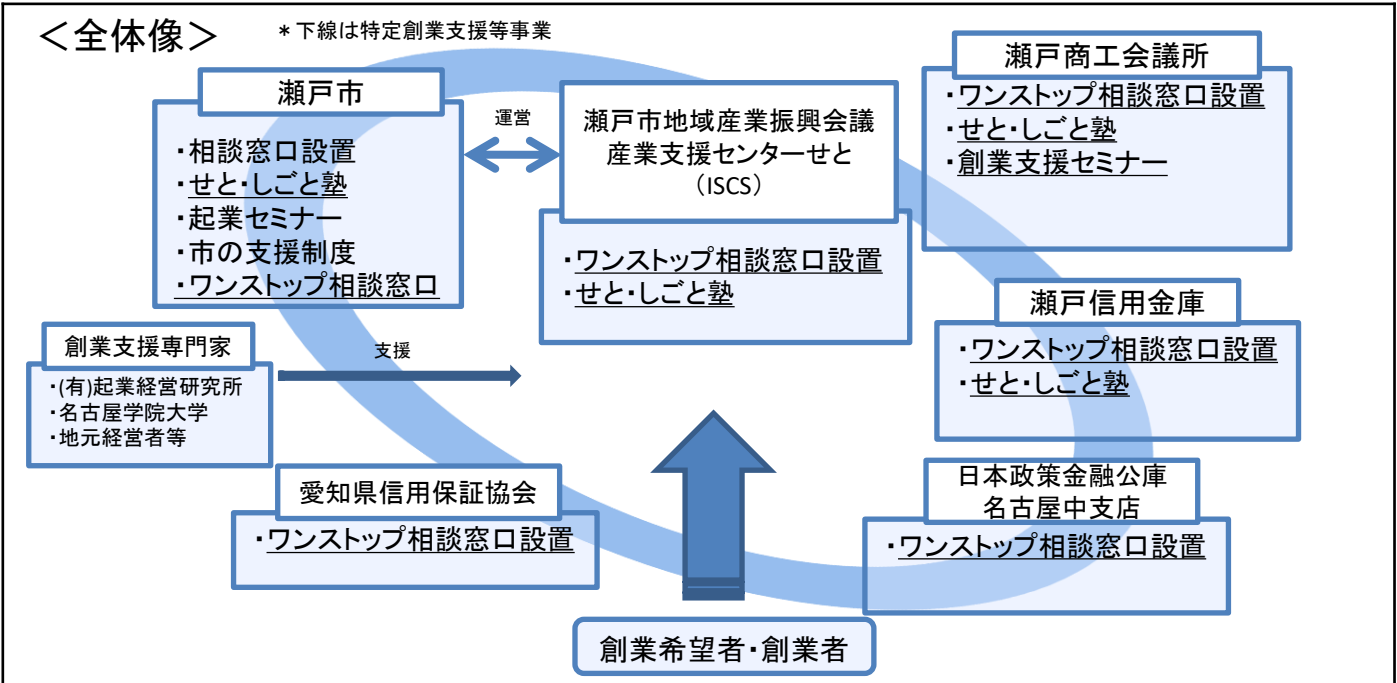 ＜全体像＞
＊下線は特定創業支援等事業
瀬戸市
・相談窓口設置
・せと・しごと塾
・起業セミナー
・市の支援制度
・ワンストップ相談窓口
運営
瀬戸市地域産業振興会議
産業支援センターせと
（ISCS）
・ワンストップ相談窓口設置
・せと・しごと塾
瀬戸商工会議所
・ワンストップ相談窓口設置
・せと・しごと塾
・創業支援セミナー
瀬戸信用金庫
・ワンストップ相談窓口設置
・せと・しごと塾
創業支援専門家
・(有)起業経営研究所
・名古屋学院大学
・地元経営者等
支援
愛知県信用保証協会
・ワンストップ相談窓口設置
日本政策金融公庫
名古屋中支店
・ワンストップ相談窓口設置
創業希望者・創業者